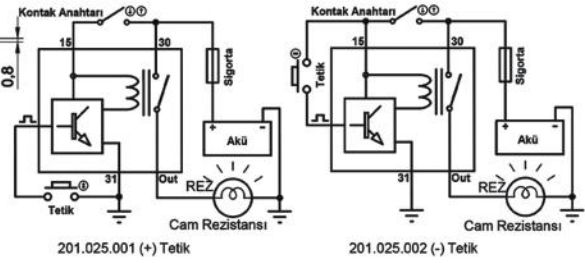 Kontak Anahtarı
15
30
0,8
Sigorta
+ -
Akü
31
Out
REZ
Tetik
Cam Rezistansı
201.025.001 (+) Tetik
Kontak Anahtarı
15
30
Tetik
Sigorta
+ -
Akü
31
Out
REZ
Cam Rezistansı
201.025.002 (-) Tetik